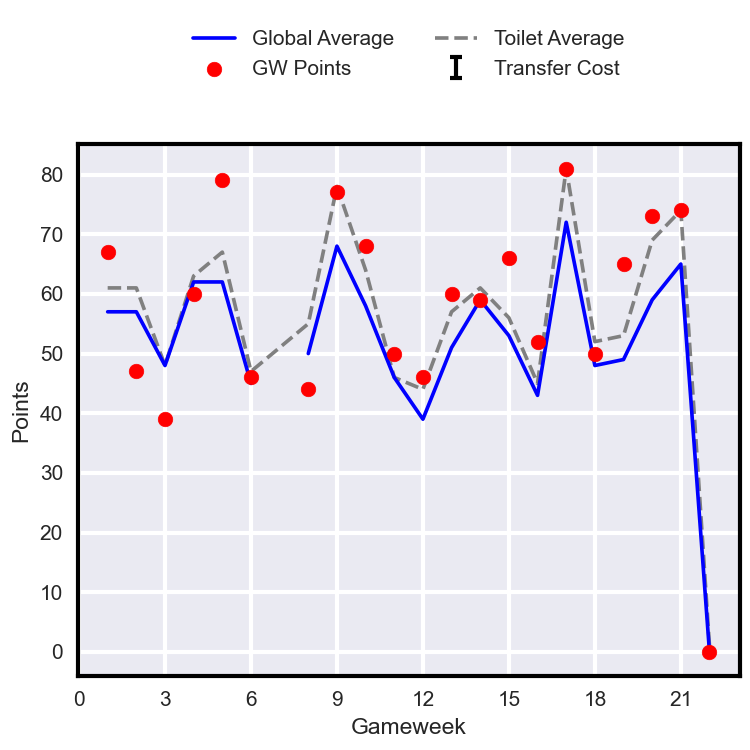 Global Average
Toilet Average
GW Points
Transfer Cost
80
70
60
50
40
30
20
10
0
Points
0 3 6 9 12 15 18 21
Gameweek